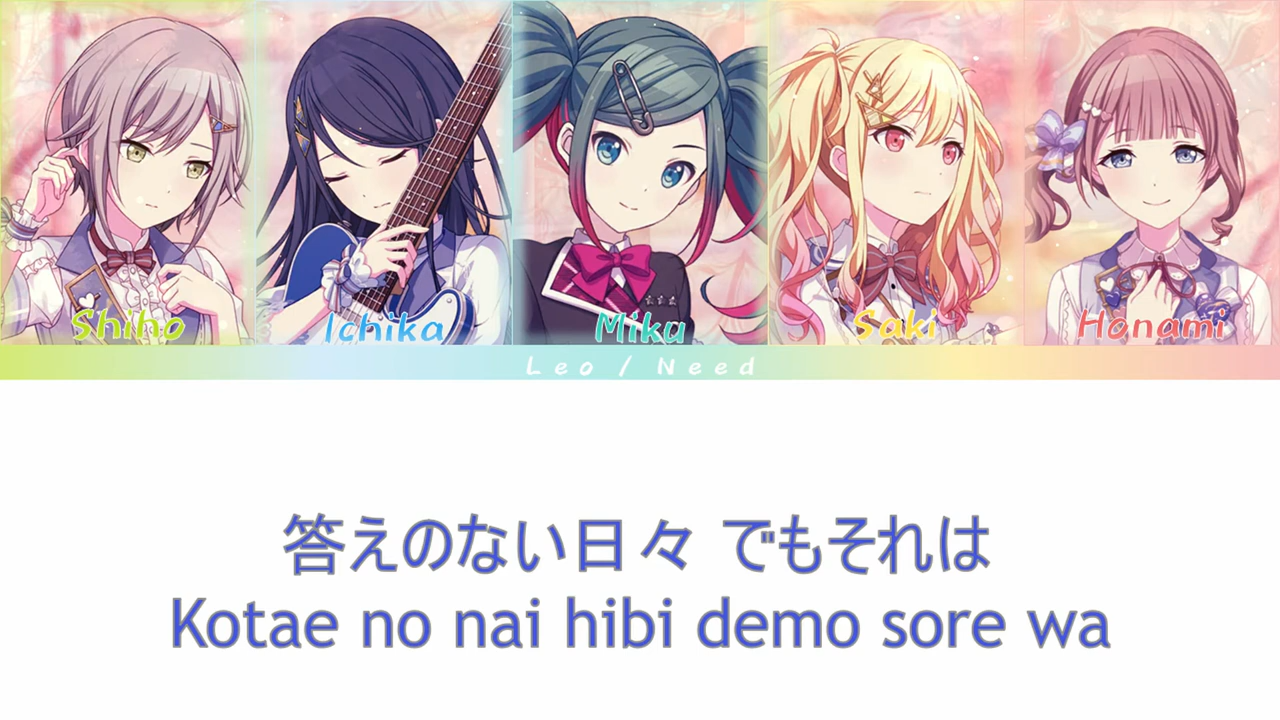 Shiho Ichika Miku Saki Honami
Leo / Need
答えのない日々 でもそれは
Kotae no nai hibi demo sore wa